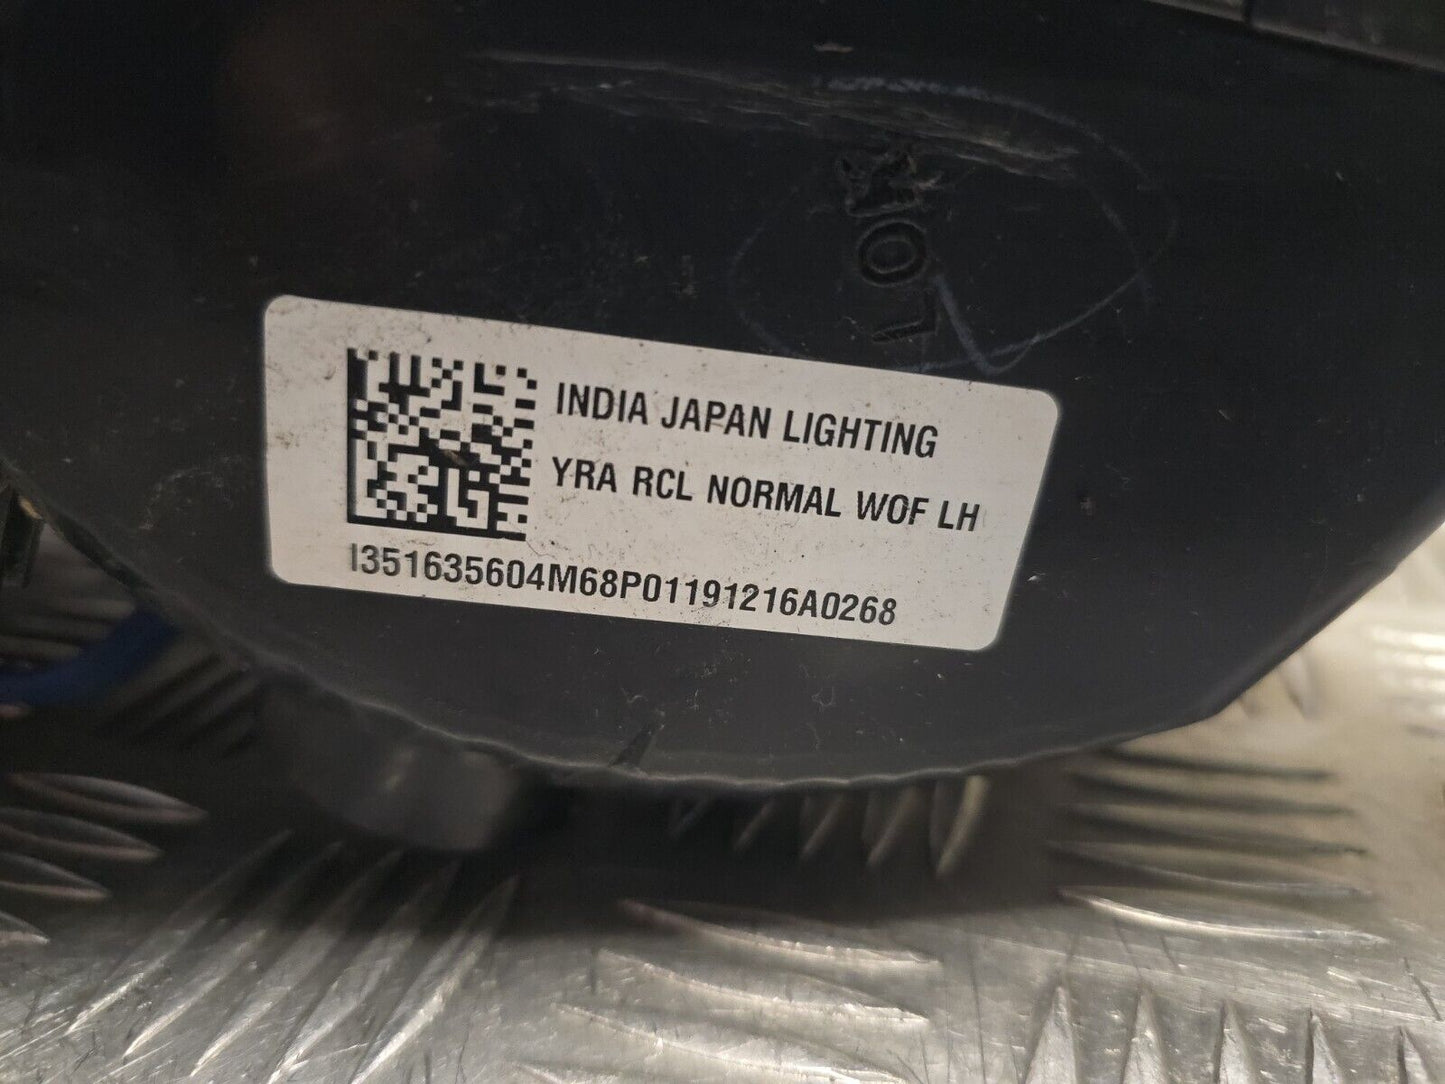 INDIA JAPAN LIGHTING
YRA RCL NORMAL WOF LH
I351635604M68P01191216A0268